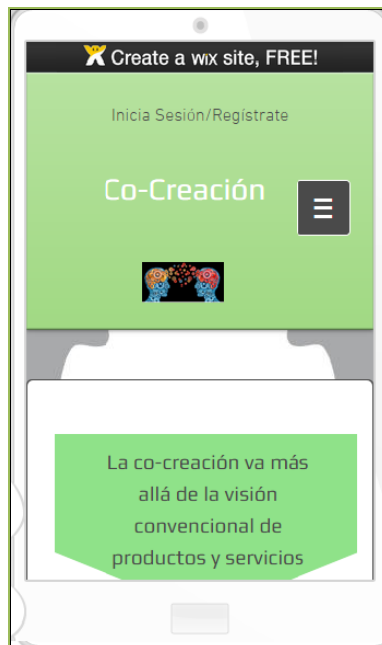 Create a WiX site, FREE!
Inicia Sesión/Regístrate
Co-Creación
La co-creación va más
allá de la visión
convencional de
productos y servicios